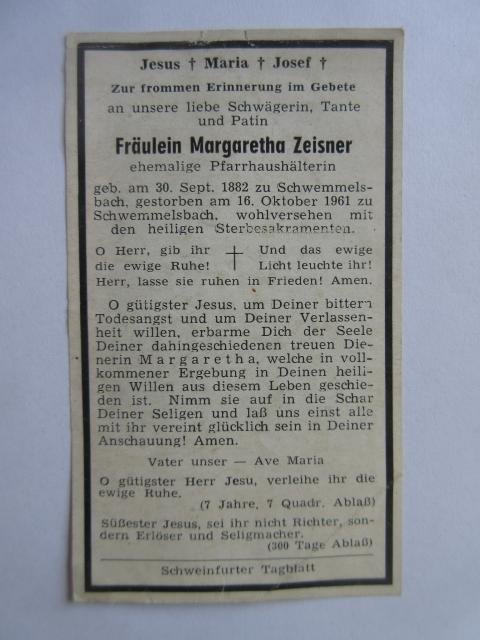 Jesus † Maria † Josef †
Zur frommen Erinnerung im Gebete
an unsere liebe Schwägerin, Tante
und Patin
Fräulein Margaretha Zeisner
ehemalige Pfarrhaushälterin
geb. am 30. Sept. 1882 zu Schwemmels-
bach, gestorben am 16. Oktober 1961 zu
Schwemmelsbach, wohlversehen mit
den heiligen Sterbesakramenten.
O Herr, gib ihr
die ewige Ruhe!
Und das ewige
Licht leuchte ihr!
Herr, lasse sie ruhen in Frieden! Amen.
O gütigster Jesus, um Deiner bittern
Todesangst und um Deiner Verlassen-
heit willen, erbarme Dich der Seele
Deiner dahingeschiedenen treuen Die-
nerin Margaretha, welche in voll-
kommener Ergebung in Deinen heili-
gen Willen aus diesem Leben geschie-
den ist. Nimm sie auf in die Schar
Deiner Seligen und laß uns einst alle
mit ihr vereint glücklich sein in Deiner
Anschauung! Amen.
Vater unser — Ave Maria
O gütigster Herr Jesu, verleihe ihr die
ewige Ruhe.
(7 Jahre, 7 Quadr. Ablaß)
Süßester Jesus, sei ihr nicht Richter, son-
dern Erlöser und Seligmacher.
(300 Tage Ablaß)
Schweinfurter Tagblatt